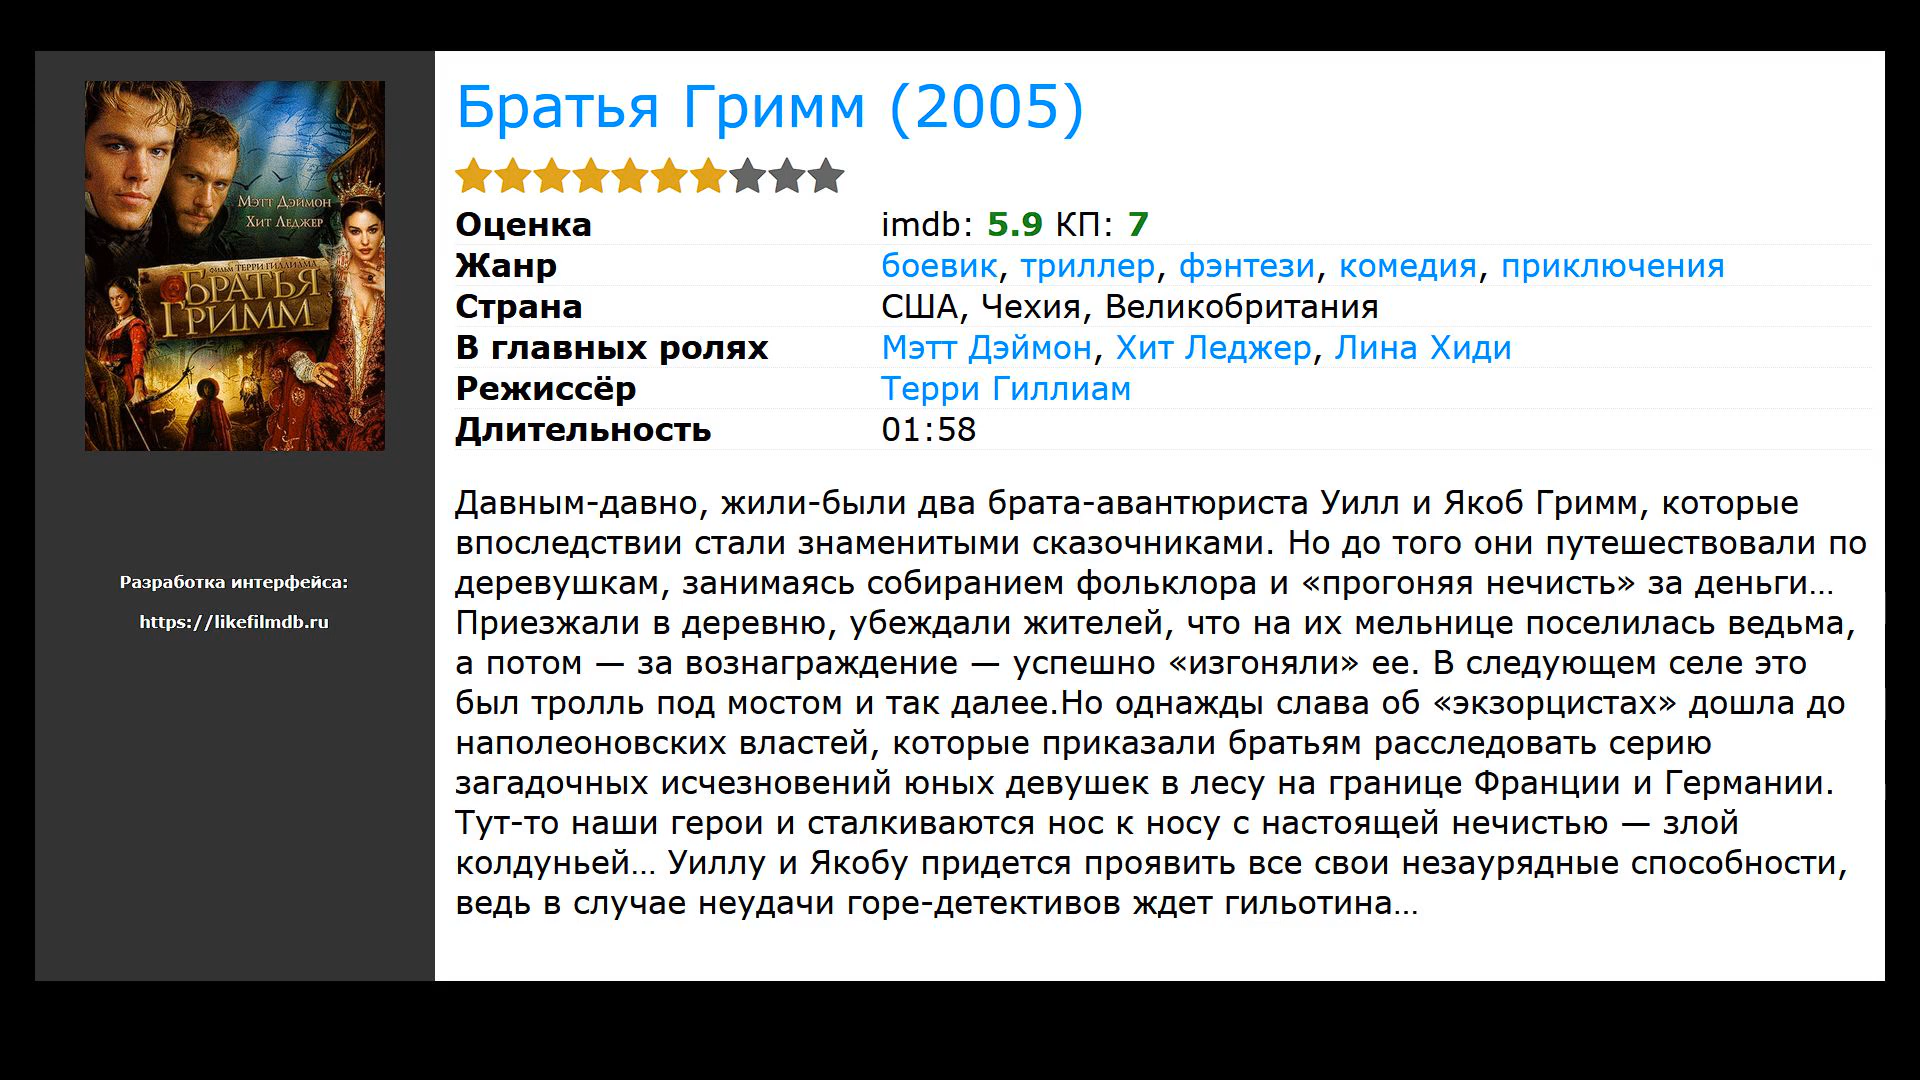 МЭТТ ДЭЙМОН
ХИТ ЛЕДЖЕР
ФИЛЬМ ТЕРРИ ГИЛЛИАМА
БРАТЬЯ
ГРИММ
Разработка интерфейса:
https://likefilmdb.ru
Братья Гримм (2005)
Оценка imdb: 5.9 КП: 7
Жанр боевик, триллер, фэнтези, комедия, приключения
Страна США, Чехия, Великобритания
В главных ролях Мэтт Дэймон, Хит Леджер, Лина Хиди
Режиссёр Терри Гиллиам
Длительность 01:58
Давным-давно, жили-были два брата-авантюриста Уилл и Якоб Гримм, которые
впоследствии стали знаменитыми сказочниками. Но до того они путешествовали по
деревушкам, занимаясь собиранием фольклора и «прогоняя нечисть» за деньги…
Приезжали в деревню, убеждали жителей, что на их мельнице поселилась ведьма,
а потом — за вознаграждение — успешно «изгоняли» ее. В следующем селе это
был тролль под мостом и так далее.Но однажды слава об «экзорцистах» дошла до
наполеоновских властей, которые приказали братьям расследовать серию
загадочных исчезновений юных девушек в лесу на границе Франции и Германии.
Тут-то наши герои и сталкиваются нос к носу с настоящей нечистью — злой
колдуньей… Уиллу и Якобу придется проявить все свои незаурядные способности,
ведь в случае неудачи горе-детективов ждет гильотина…